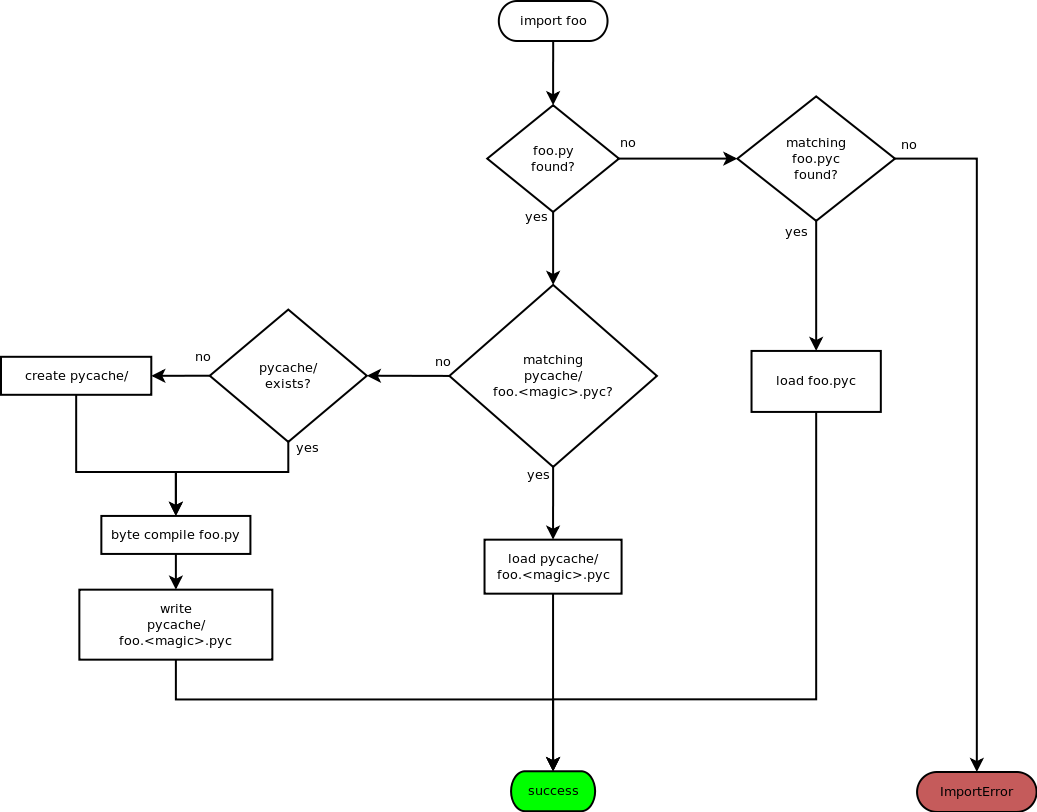 import foo
foo.py
found?
no
matching
foo.pyc
found?
no
yes
yes
matching
pycache/
foo.<magic>.pyc?
no
pycache/
exists?
no
create pycache/
load foo.pyc
yes
yes
byte compile foo.py
load pycache/
foo.<magic>.pyc
write
pycache/
foo.<magic>.pyc
success
ImportError